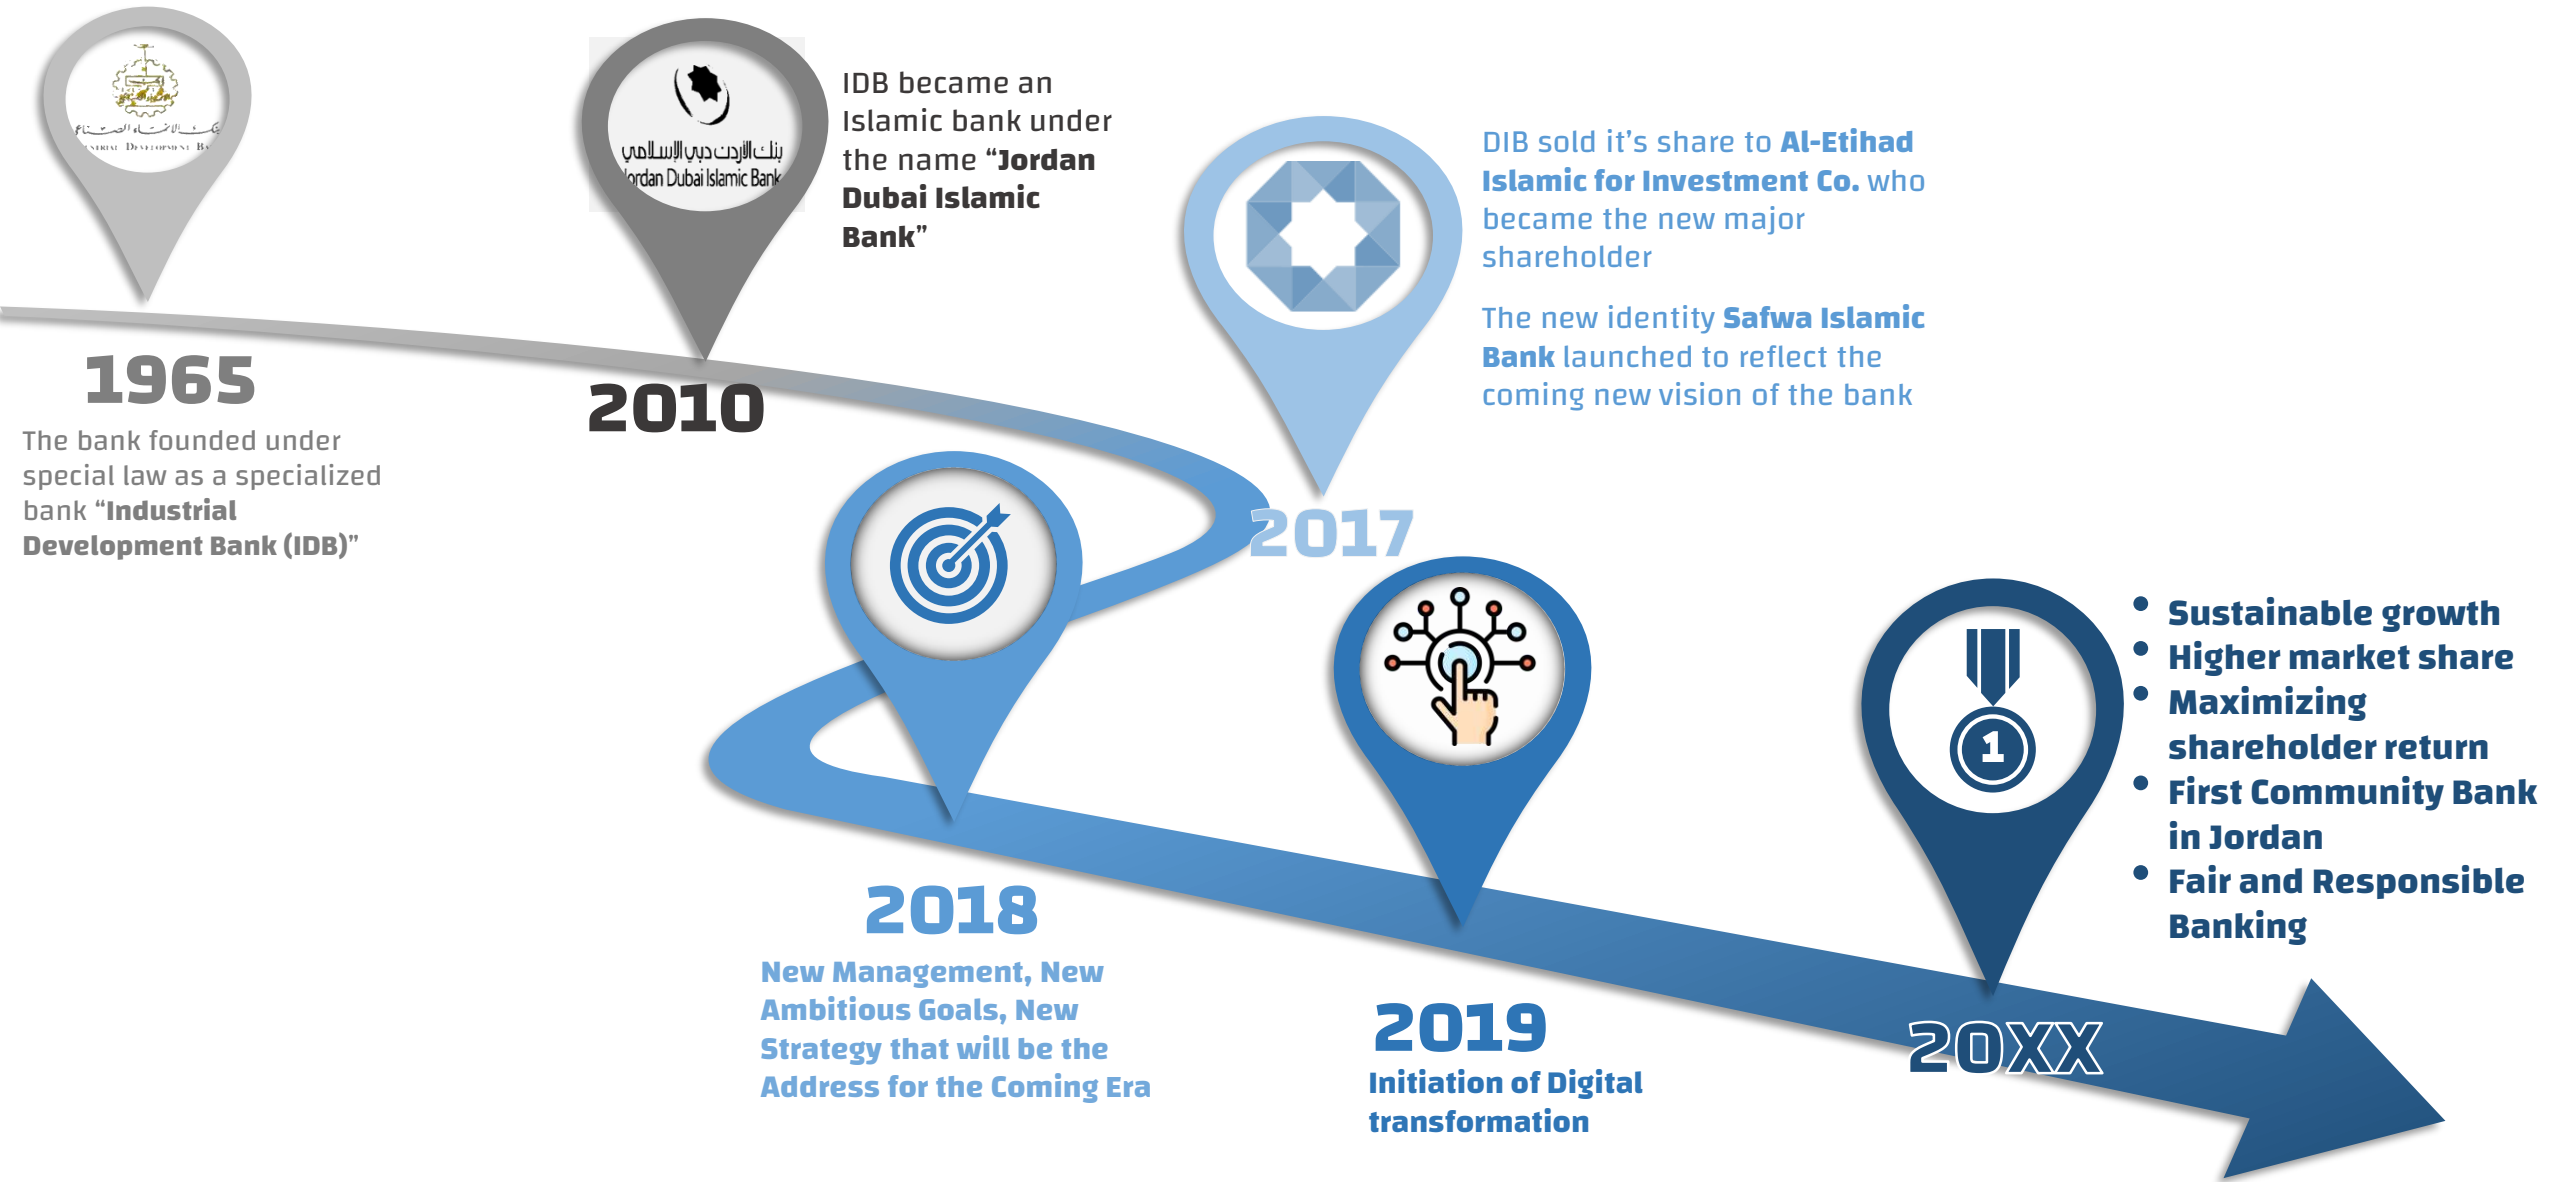 بنك الانماء الصناعي
DEVELOPMENT
1965
The bank founded under
special law as a specialized
bank “Industrial
Development Bank (IDB)”
بنك الأردن دبي الإسلامي
Jordan Dubai Islamic Bank
2010
IDB became an
Islamic bank under
the name “Jordan
Dubai Islamic
Bank”
2017
DIB sold it’s share to Al-Etihad
Islamic for Investment Co. who
became the new major
shareholder
The new identity Safwa Islamic
Bank launched to reflect the
coming new vision of the bank
2018
New Management, New
Ambitious Goals, New
Strategy that will be the
Address for the Coming Era
2019
Initiation of Digital
transformation
1
20XX
• Sustainable growth
• Higher market share
• Maximizing
shareholder return
• First Community Bank
in Jordan
• Fair and Responsible
Banking